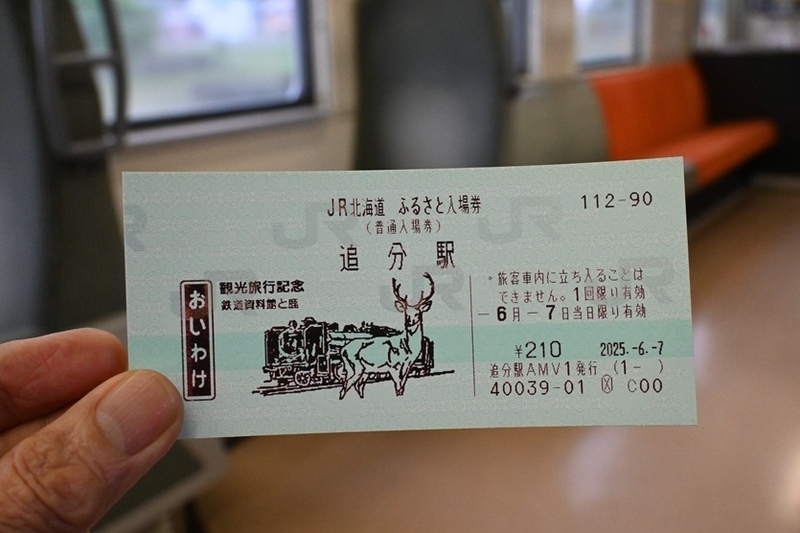 JR北海道 ふるさと入場券
112-90
(普通入場券)
追分駅
観光旅行記念
鉄道資料館と鹿
おいわけ
・旅客車内に立ち入ることは
できません。1回限り有効
-6月-7日当日限り有効
¥210 2025.-6.-7
追分駅AMV1発行 (1- )
40039-01 Ⓧ C00